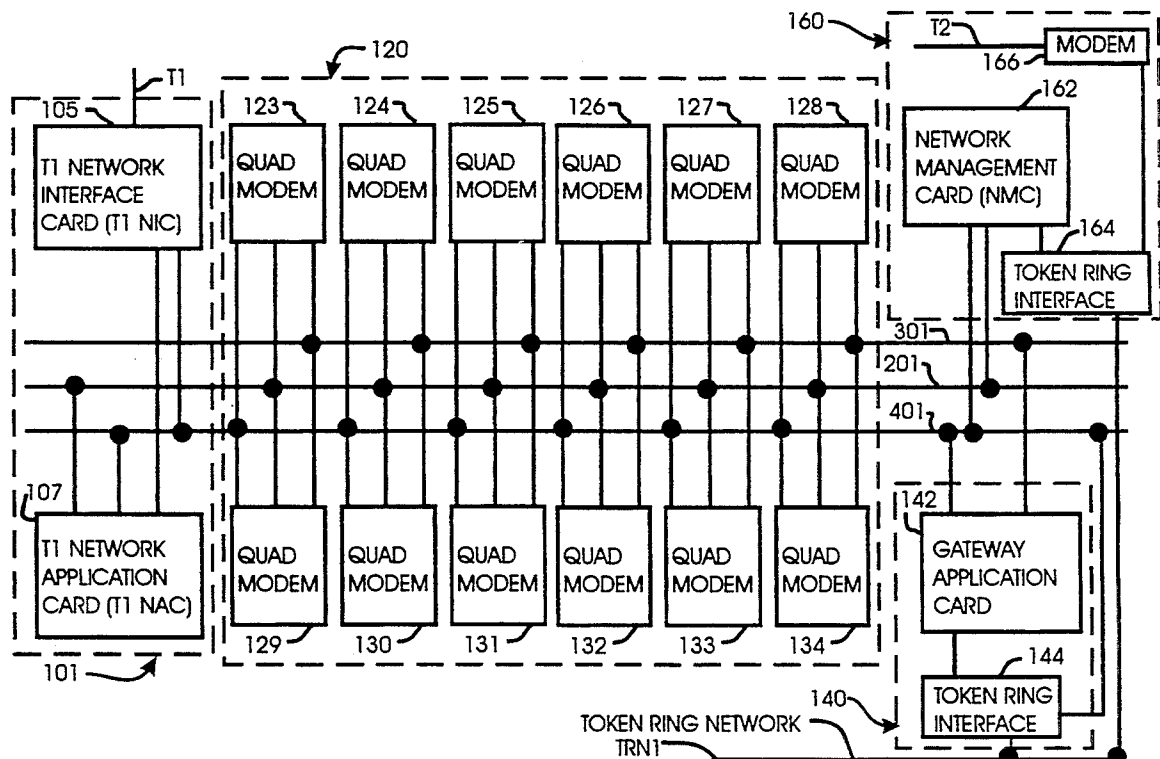 160
T2
MODEM
166
120
T1
105
123
124
125
126
127
128
162
T1 NETWORK
INTERFACE
CARD (T1 NIC)
QUAD
MODEM
QUAD
MODEM
QUAD
MODEM
QUAD
MODEM
QUAD
MODEM
QUAD
MODEM
NETWORK
MANAGEMENT
CARD (NMC)
164
TOKEN RING
INTERFACE
301
201
401
107
T1 NETWORK
APPLICATION
CARD (T1 NAC)
QUAD
MODEM
QUAD
MODEM
QUAD
MODEM
QUAD
MODEM
QUAD
MODEM
QUAD
MODEM
142
GATEWAY
APPLICATION
CARD
129
130
131
132
133
134
101
144
140
TOKEN RING
INTERFACE
TOKEN RING NETWORK
TRN1